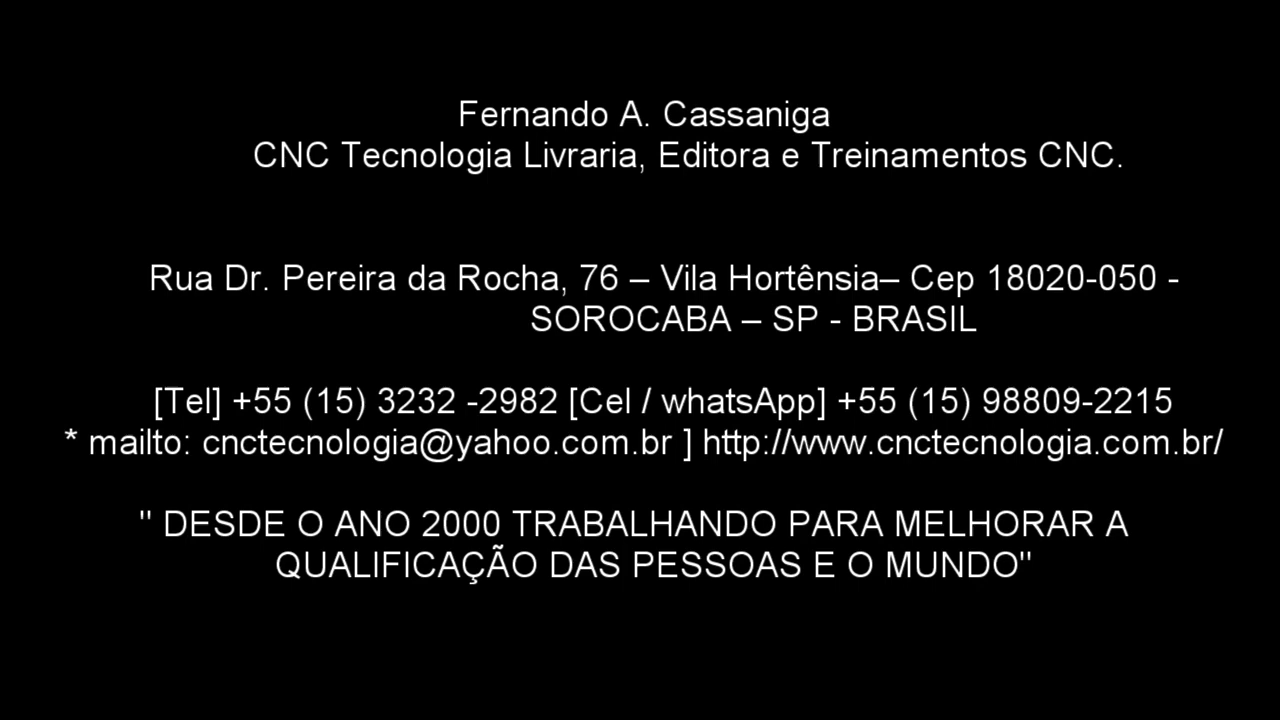 Fernando A. Cassaniga
CNC Tecnologia Livraria, Editora e Treinamentos CNC.
Rua Dr. Pereira da Rocha, 76 – Vila Hortênsia– Cep 18020-050 -
SOROCABA – SP - BRASIL
[Tel] +55 (15) 3232 -2982 [Cel / whatsApp] +55 (15) 98809-2215
* mailto: cnctecnologia@yahoo.com.br ] http://www.cnctecnologia.com.br/
" DESDE O ANO 2000 TRABALHANDO PARA MELHORAR A
QUALIFICAÇÃO DAS PESSOAS E O MUNDO"